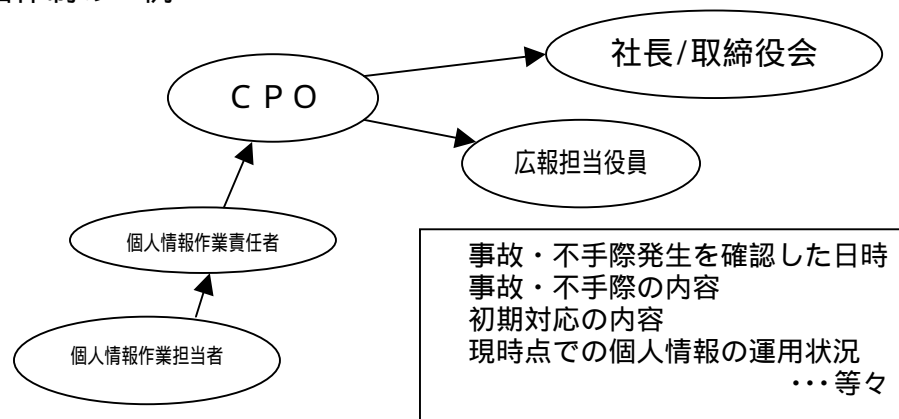 社長/取締役会
ＣＰＯ
広報担当役員
個人情報作業責任者
個人情報作業担当者
事故・不手際発生を確認した日時
事故・不手際の内容
初期対応の内容
現時点での個人情報の運用状況
・・・等々